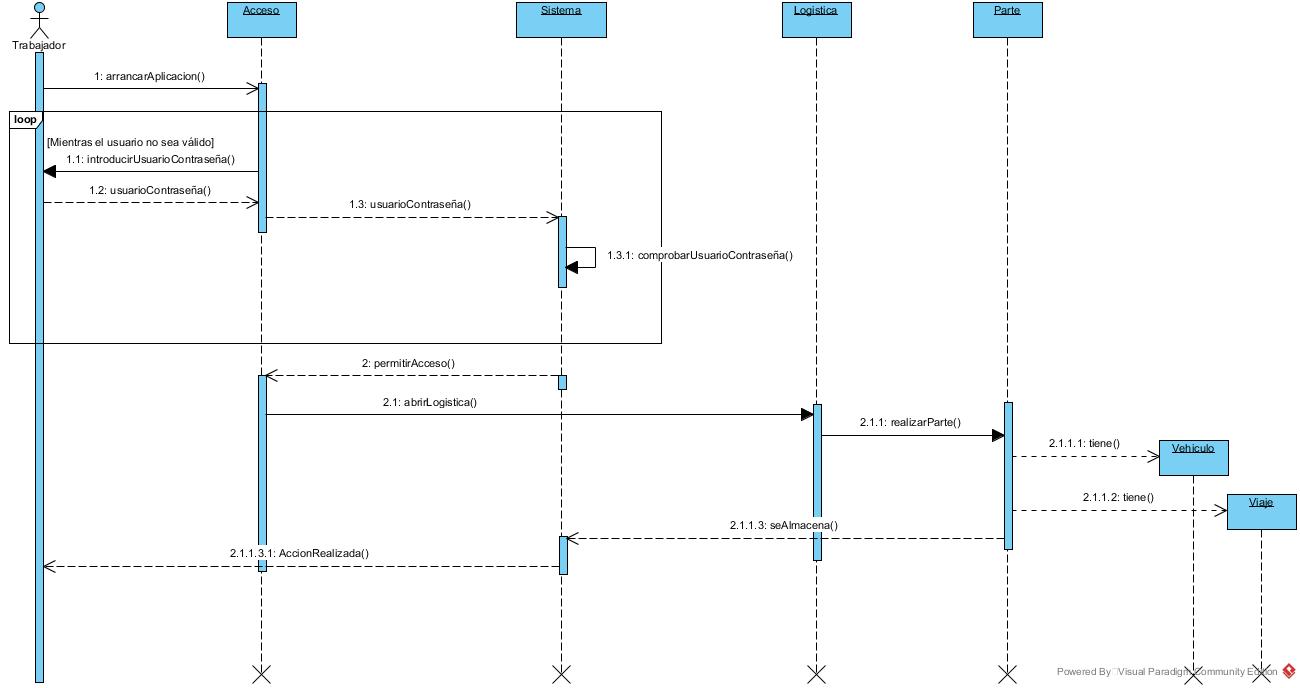 Trabajador
Acceso
Sistema
Logistica
Parte
1: arrancarAplicacion()
loop
[Mientras el usuario no sea válido]
1.1: introducirUsuarioContraseña()
1.2: usuarioContraseña()
1.3: usuarioContraseña()
1.3.1: comprobarUsuarioContraseña()
2: permitirAcceso()
2.1: abrirLogistica()
2.1.1: realizarParte()
2.1.1.1: tiene()
Vehiculo
2.1.1.2: tiene()
Viaje
2.1.1.3: seAlmacena()
2.1.1.3.1: AccionRealizada()
Powered By Visual Paradigm Community Edition